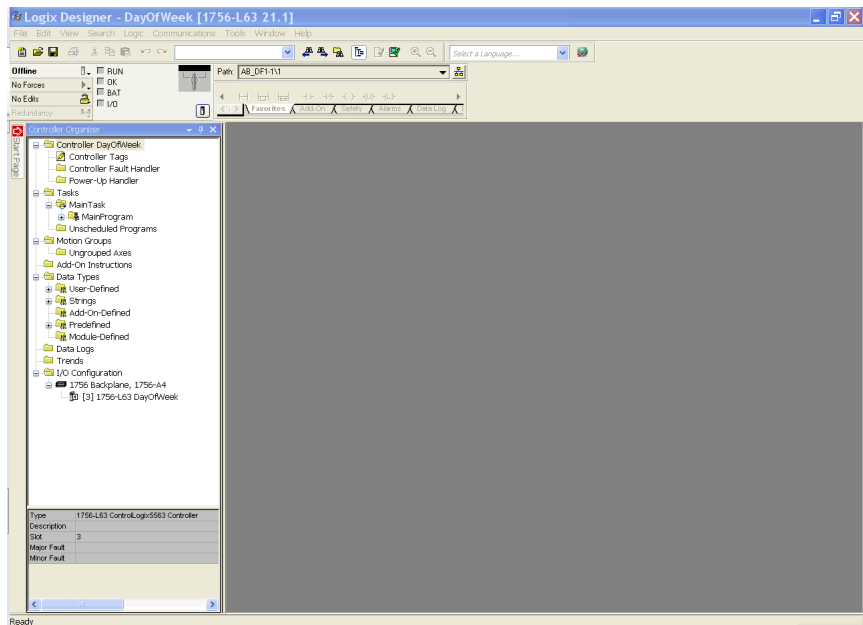 Logix Designer - DayOfWeek [1756-L63 21.1]
File Edit View Search Logic Communications Tools Window Help
Select a Language...
Offline
RUN
Path: AB_DF1-1\1
No Forces
OK
BAT
No Edits
I/O
Redundancy
Favorites Add-On Safety Alarms Data Log
Start Page
Controller Organizer
Controller DayOfWeek
Controller Tags
Controller Fault Handler
Power-Up Handler
Tasks
MainTask
MainProgram
Unscheduled Programs
Motion Groups
Ungrouped Axes
Add-On Instructions
Data Types
User-Defined
Strings
Add-On-Defined
Predefined
Module-Defined
Data Logs
Trends
I/O Configuration
1756 Backplane, 1756-A4
[3] 1756-L63 DayOfWeek
Type 1756-L63 ControlLogix5563 Controller
Description
Slot 3
Major Fault
Minor Fault
Ready